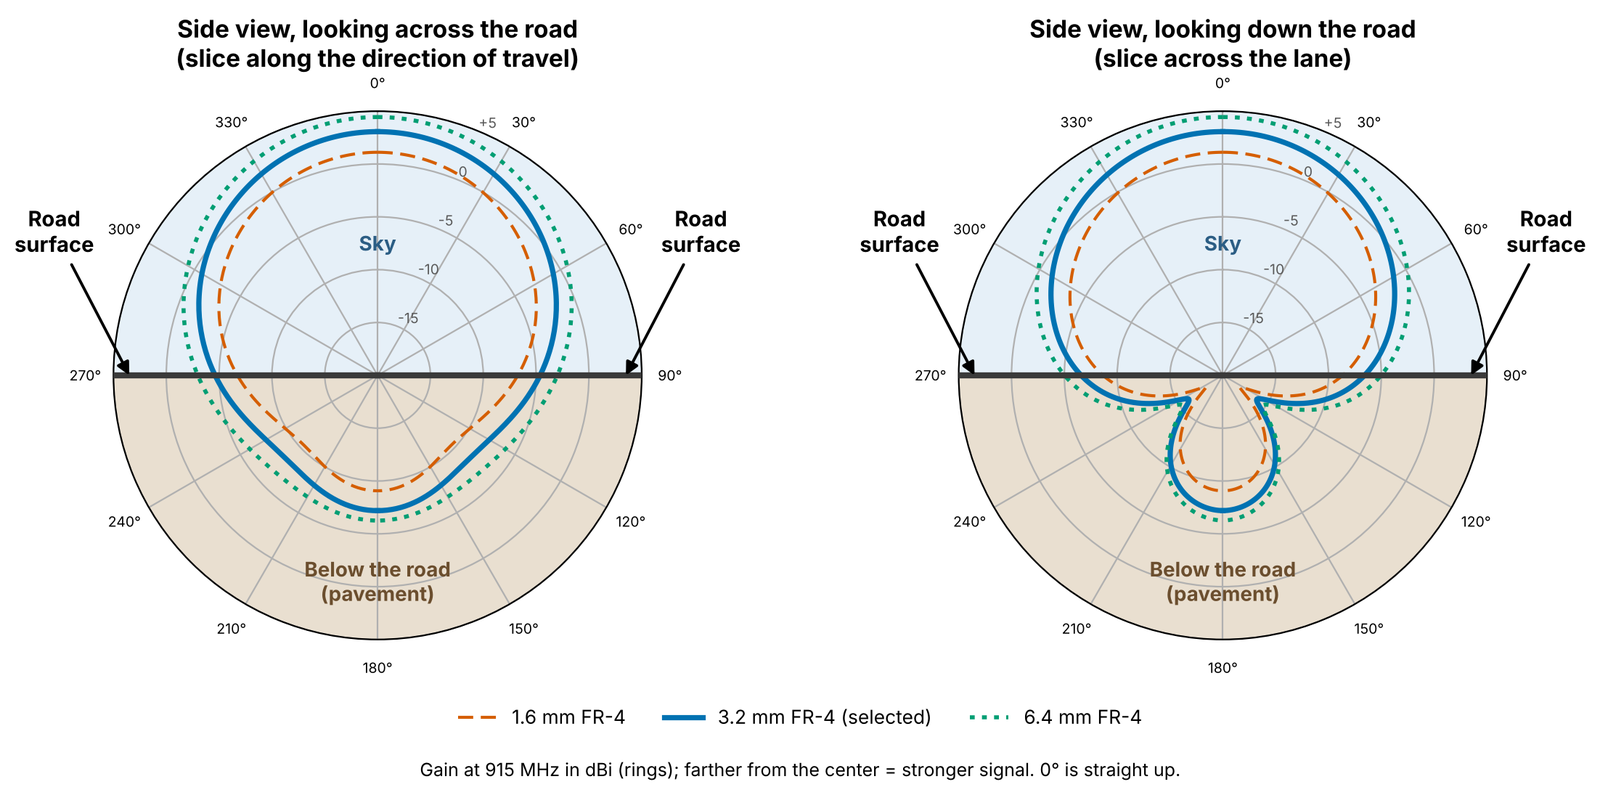 Side view, looking across the road
(slice along the direction of travel)
0°
330°
+5
30°
0
Road
surface
300°
-5
60°
Road
surface
Sky
-10
-15
270°
90°
240°
120°
Below the road
(pavement)
210°
150°
180°
Side view, looking down the road
(slice across the lane)
0°
330°
+5
30°
0
Road
surface
300°
-5
60°
Road
surface
Sky
-10
-15
270°
90°
240°
120°
Below the road
(pavement)
210°
150°
180°
1.6 mm FR-4
3.2 mm FR-4 (selected)
6.4 mm FR-4
Gain at 915 MHz in dBi (rings); farther from the center = stronger signal. 0° is straight up.